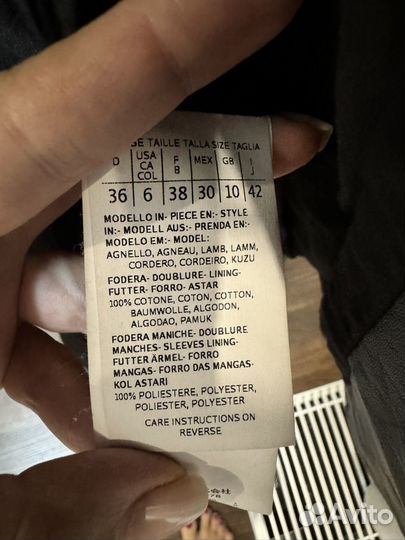 GE TAILLE TALLA SIZE TAGLIA
D USA CA COL F B MEX GB I J
36 6 38 30 10 42
MODELLO IN- PIECE EN:- STYLE
IN:- MODELL AUS:- PRENDA EN:-
MODELO EM:- MODEL:
AGNELLO, AGNEAU, LAMB, LAMM,
CORDERO, CORDEIRO, KUZU
FODERA- DOUBLURE- LINING-
FUTTER- FORRO- ASTAR
100% COTONE, COTON, COTTON,
BAUMWOLLE, ALGODON,
ALGODAO, PAMUK
FODERA MANICHE- DOUBLURE
MANCHES- SLEEVES LINING-
FUTTER ÄRMEL- FORRO
MANGAS- FORRO DAS MANGAS-
KOL ASTARI
100% POLIESTERE, POLYESTER,
POLIESTER, POLYESTER
CARE INSTRUCTIONS ON
REVERSE
式会社
Avito